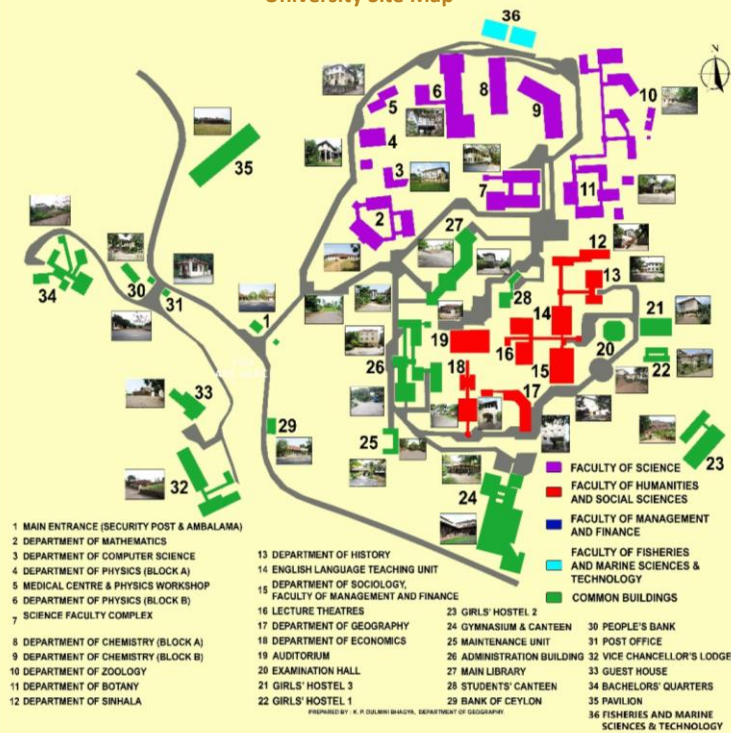 University Site Map
36
N
6
8
5
9
10
4
35
3
7
11
2
27
12
13
34
30
31
28
14
21
1
19
16
20
26
18
15
22
33
17
29
25
23
32
24
FACULTY OF SCIENCE
FACULTY OF HUMANITIES
AND SOCIAL SCIENCES
FACULTY OF MANAGEMENT
AND FINANCE
FACULTY OF FISHERIES
AND MARINE SCIENCES &
TECHNOLOGY
COMMON BUILDINGS
1 MAIN ENTRANCE (SECURITY POST & AMBALAMA)
2 DEPARTMENT OF MATHEMATICS
3 DEPARTMENT OF COMPUTER SCIENCE
4 DEPARTMENT OF PHYSICS (BLOCK A)
5 MEDICAL CENTRE & PHYSICS WORKSHOP
6 DEPARTMENT OF PHYSICS (BLOCK B)
7 SCIENCE FACULTY COMPLEX
8 DEPARTMENT OF CHEMISTRY (BLOCK A)
9 DEPARTMENT OF CHEMISTRY (BLOCK B)
10 DEPARTMENT OF ZOOLOGY
11 DEPARTMENT OF BOTANY
12 DEPARTMENT OF SINHALA
13 DEPARTMENT OF HISTORY
14 ENGLISH LANGUAGE TEACHING UNIT
15 DEPARTMENT OF SOCIOLOGY,
FACULTY OF MANAGEMENT AND FINANCE
16 LECTURE THEATRES
17 DEPARTMENT OF GEOGRAPHY
18 DEPARTMENT OF ECONOMICS
19 AUDITORIUM
20 EXAMINATION HALL
21 GIRLS' HOSTEL 3
22 GIRLS' HOSTEL 1
23 GIRLS' HOSTEL 2
24 GYMNASIUM & CANTEEN
25 MAINTENANCE UNIT
26 ADMINISTRATION BUILDING
27 MAIN LIBRARY
28 STUDENTS' CANTEEN
29 BANK OF CEYLON
30 PEOPLE'S BANK
31 POST OFFICE
32 VICE CHANCELLOR'S LODGE
33 GUEST HOUSE
34 BACHELORS' QUARTERS
35 PAVILION
36 FISHERIES AND MARINE
SCIENCES & TECHNOLOGY
PREPARED BY : K. P. DULMINI BHAGYA, DEPARTMENT OF GEOGRAPHY